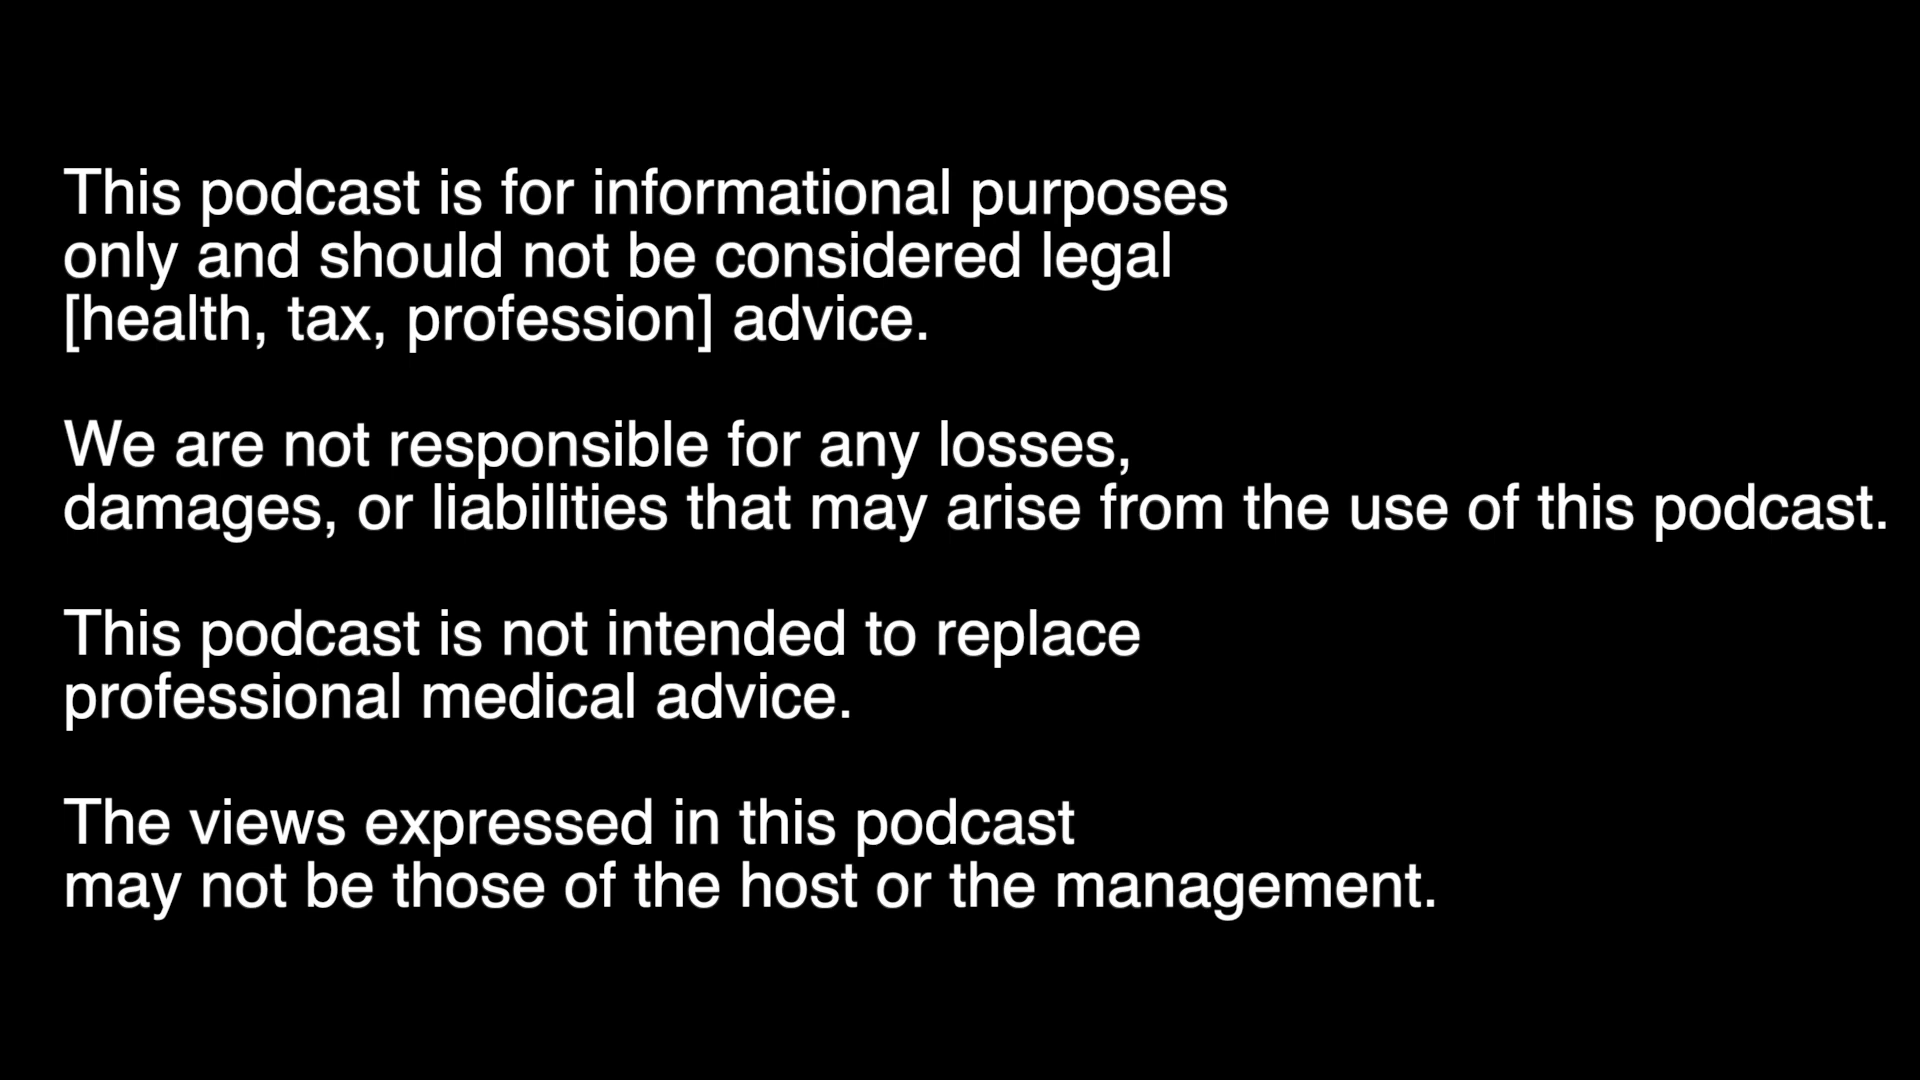 This podcast is for informational purposes
only and should not be considered legal
[health, tax, profession] advice.
We are not responsible for any losses,
damages, or liabilities that may arise from the use of this podcast.
This podcast is not intended to replace
professional medical advice.
The views expressed in this podcast
may not be those of the host or the management.